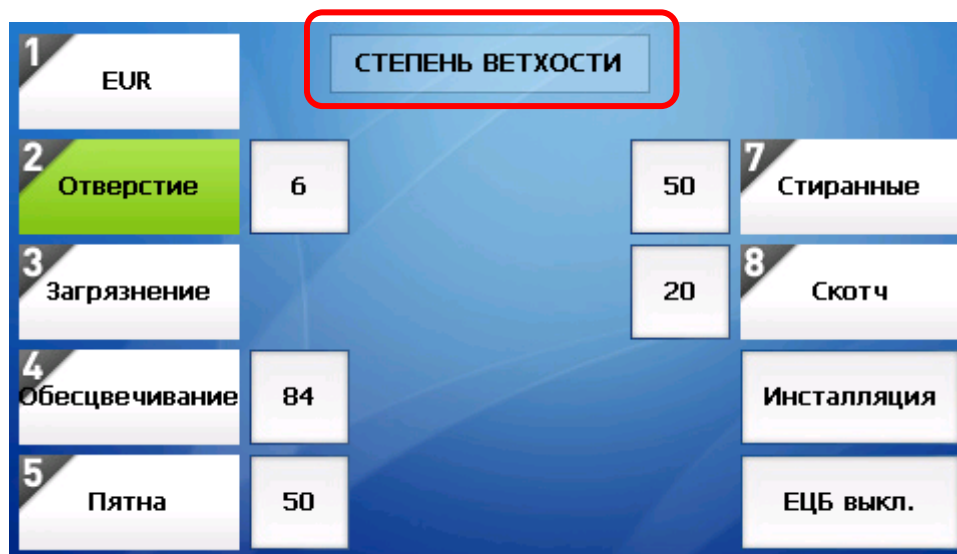 1
EUR
СТЕПЕНЬ ВЕТХОСТИ
2
Отверстие
6
50
7
Стиранные
3
Загрязнение
20
8
Скотч
4
Обесцвечивание
84
Инсталляция
5
Пятна
50
ЕЦБ выкл.